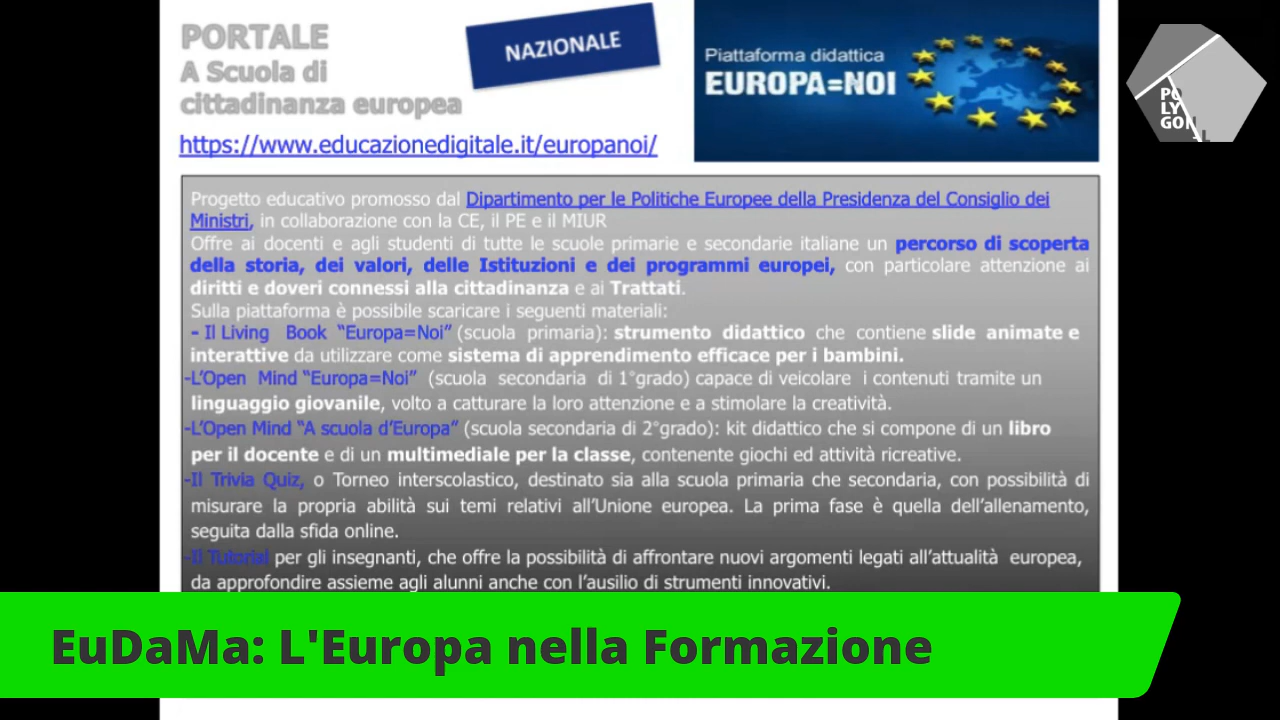 PORTALE
A Scuola di
cittadinanza europea
NAZIONALE
https://www.educazionedigitale.it/europanoi/
Piattaforma didattica
EUROPA=NOI
PO
LY
GON
AL
Progetto educativo promosso dal Dipartimento per le Politiche Europee della Presidenza del Consiglio dei
Ministri, in collaborazione con la CE, il PE e il MIUR
Offre ai docenti e agli studenti di tutte le scuole primarie e secondarie italiane un percorso di scoperta
della storia, dei valori, delle Istituzioni e dei programmi europei, con particolare attenzione ai
diritti e doveri connessi alla cittadinanza e ai Trattati.
Sulla piattaforma è possibile scaricare i seguenti materiali:
- Il Living Book “Europa=Noi” (scuola primaria): strumento didattico che contiene slide animate e
interattive da utilizzare come sistema di apprendimento efficace per i bambini.
-L’Open Mind “Europa=Noi” (scuola secondaria di 1°grado) capace di veicolare i contenuti tramite un
linguaggio giovanile, volto a catturare la loro attenzione e a stimolare la creatività.
-L’Open Mind “A scuola d’Europa” (scuola secondaria di 2°grado): kit didattico che si compone di un libro
per il docente e di un multimediale per la classe, contenente giochi ed attività ricreative.
-Il Trivia Quiz, o Torneo interscolastico, destinato sia alla scuola primaria che secondaria, con possibilità di
misurare la propria abilità sui temi relativi all’Unione europea. La prima fase è quella dell’allenamento,
seguita dalla sfida online.
-Il Tutorial per gli insegnanti, che offre la possibilità di affrontare nuovi argomenti legati all’attualità europea,
da approfondire assieme agli alunni anche con l’ausilio di strumenti innovativi.
EuDaMa: L'Europa nella Formazione